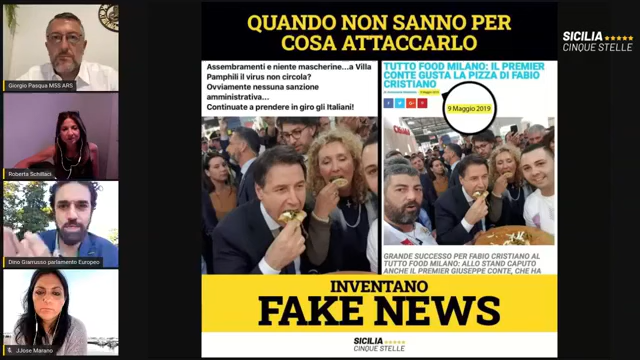 QUANDO NON SANNO PER
COSA ATTACCARLO
SICILIA
CINQUE STELLE
Assembramenti e niente mascherine...a Villa
Pamphili il virus non circola?
Ovviamente nessuna sanzione
amministrativa...
Continuate a prendere in giro gli Italiani!
TUTTO FOOD MILANO: IL PREMIER
CONTE GUSTA LA PIZZA DI FABIO
CRISTIANO
9 Maggio 2019
GRANDE SUCCESSO PER FABIO CRISTIANO AL
TUTTO FOOD MILANO: ALLO STAND CAPUTO
ANCHE IL PREMIER GIUSEPPE CONTE, CHE HA
INVENTANO
FAKE NEWS
SICILIA
CINQUE STELLE
Giorgio Pasqua M5S ARS
Roberta Schillaci
Dino Giarrusso parlamento Europeo
JJose Marano